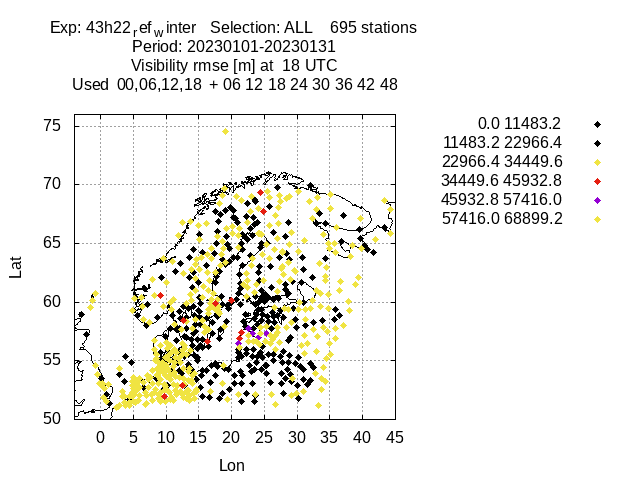 Exp: 43h22ref winter Selection: ALL 695 stations
Period: 20230101-20230131
Visibility rmse [m] at 18 UTC
Used 00,06,12,18 + 06 12 18 24 30 36 42 48
0.0 11483.2
11483.2 22966.4
22966.4 34449.6
34449.6 45932.8
45932.8 57416.0
57416.0 68899.2
75
70
65
60
55
50
Lat
0 5 10 15 20 25 30 35 40 45
Lon